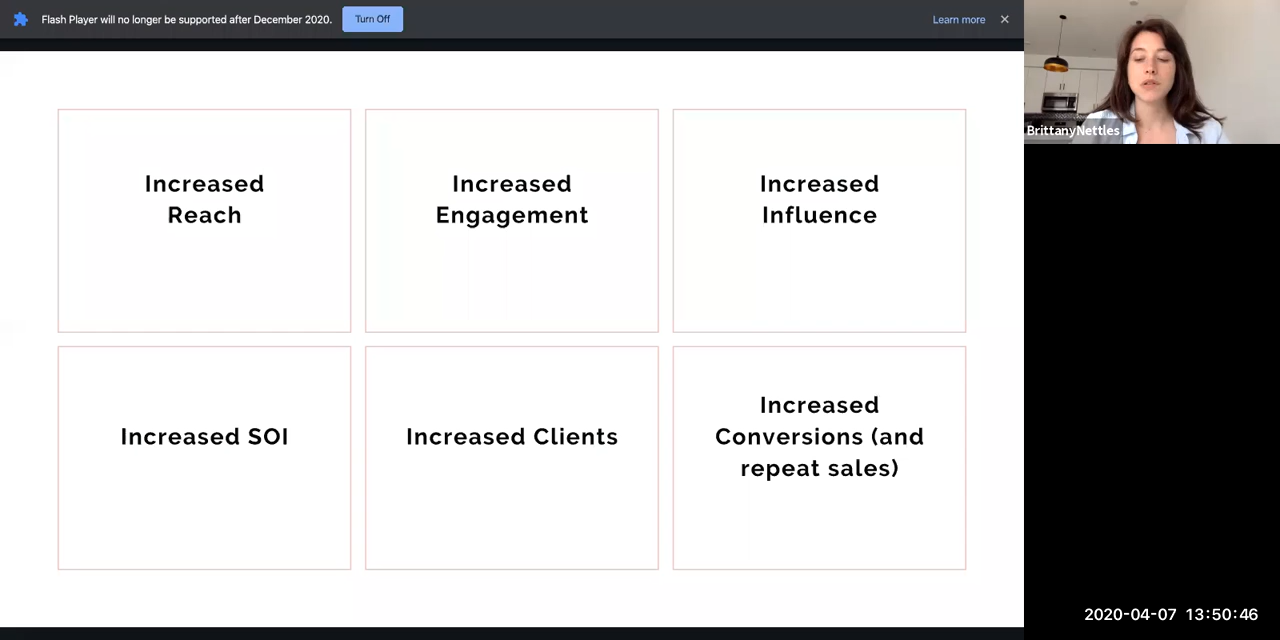 Flash Player will no longer be supported after December 2020.
Turn Off
Learn more
BrittanyNettles
Increased
Reach
Increased
Engagement
Increased
Influence
Increased SOI
Increased Clients
Increased
Conversions (and
repeat sales)
2020-04-07 13:50:46